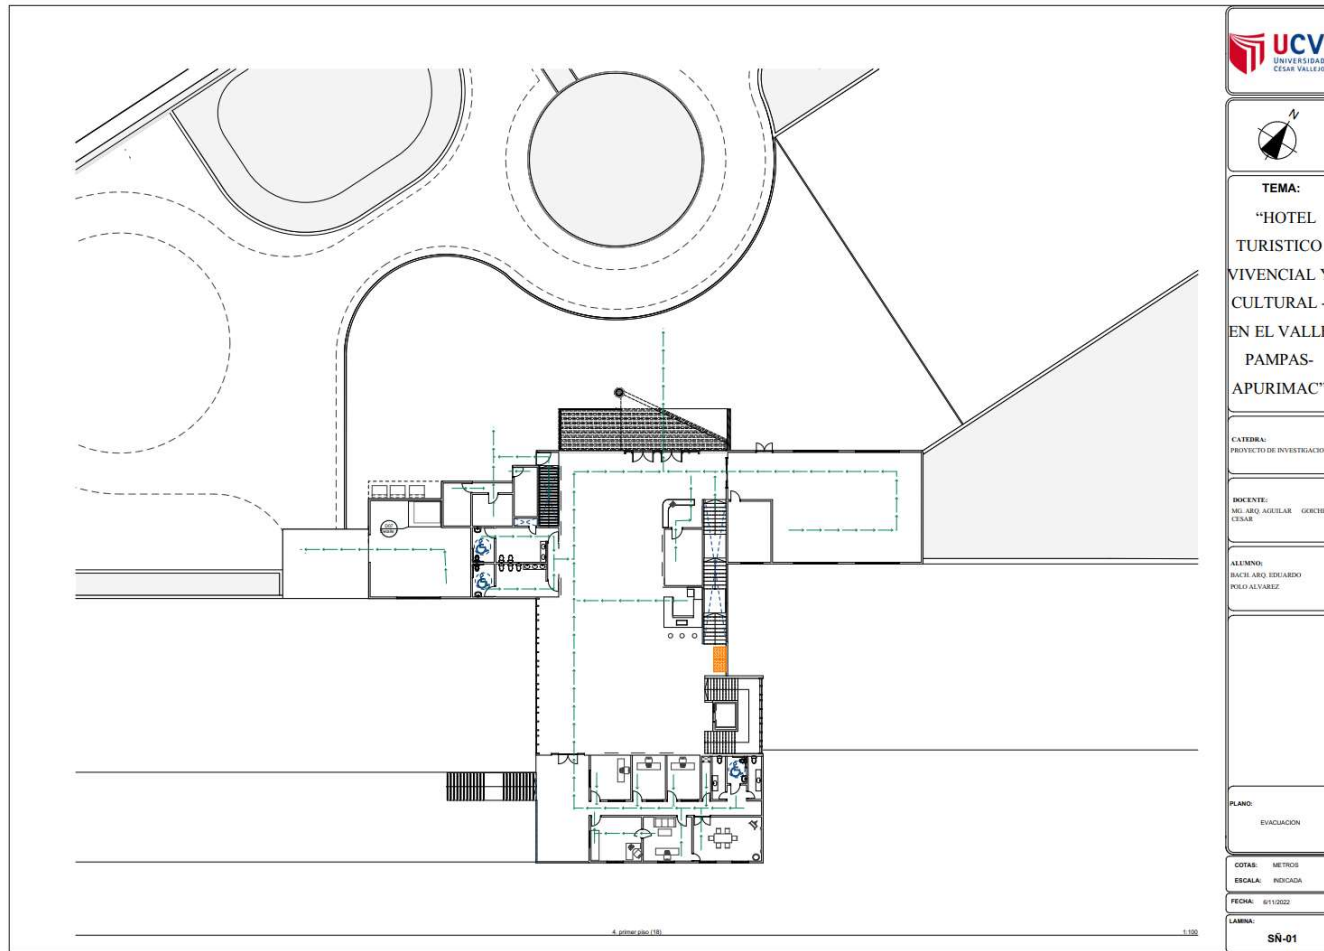 UCV
UNIVERSIDAD
CÉSAR VALLEJO
N
TEMA:
“HOTEL
TURISTICO
VIVENCIAL Y
CULTURAL -
EN EL VALLE
PAMPAS-
APURIMAC”
CATEDRA:
PROYECTO DE INVESTIGACIO
DOCENTE:
MG. ARQ. AGUILAR GOICHE
CESAR
ALUMNO:
BACH. ARQ. EDUARDO
POLO ALVAREZ
PLANO:
EVACUACION
COTAS: METROS
ESCALA: INDICADA
FECHA: 6/11/2022
LAMINA:
SÑ-01
4. primer piso (18)
1:100